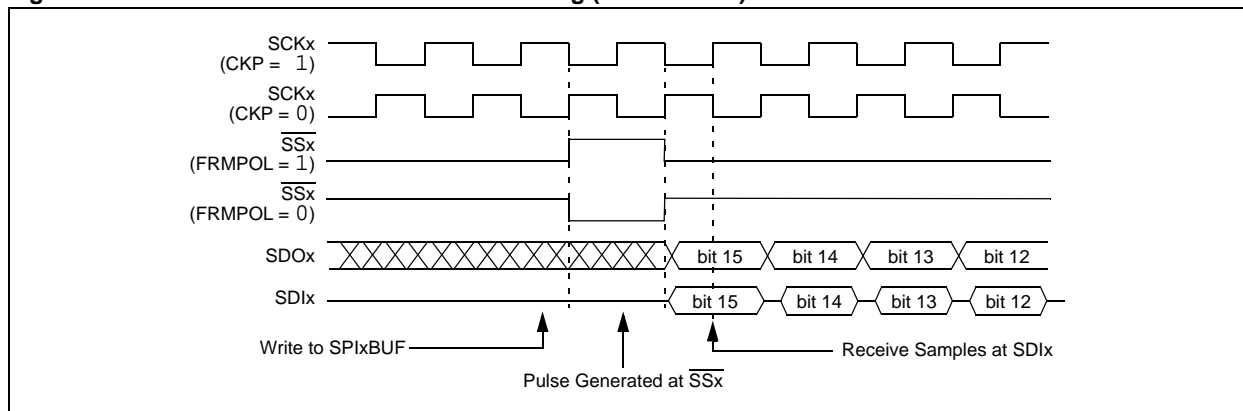 SCKx
(CKP = 1)
SCKx
(CKP = 0)
SSx
(FRMPOL = 1)
SSx
(FRMPOL = 0)
SDOx
bit 15 bit 14 bit 13 bit 12
SDIx
bit 15 bit 14 bit 13 bit 12
Write to SPIxBUF
Receive Samples at SDIx
Pulse Generated at SSx